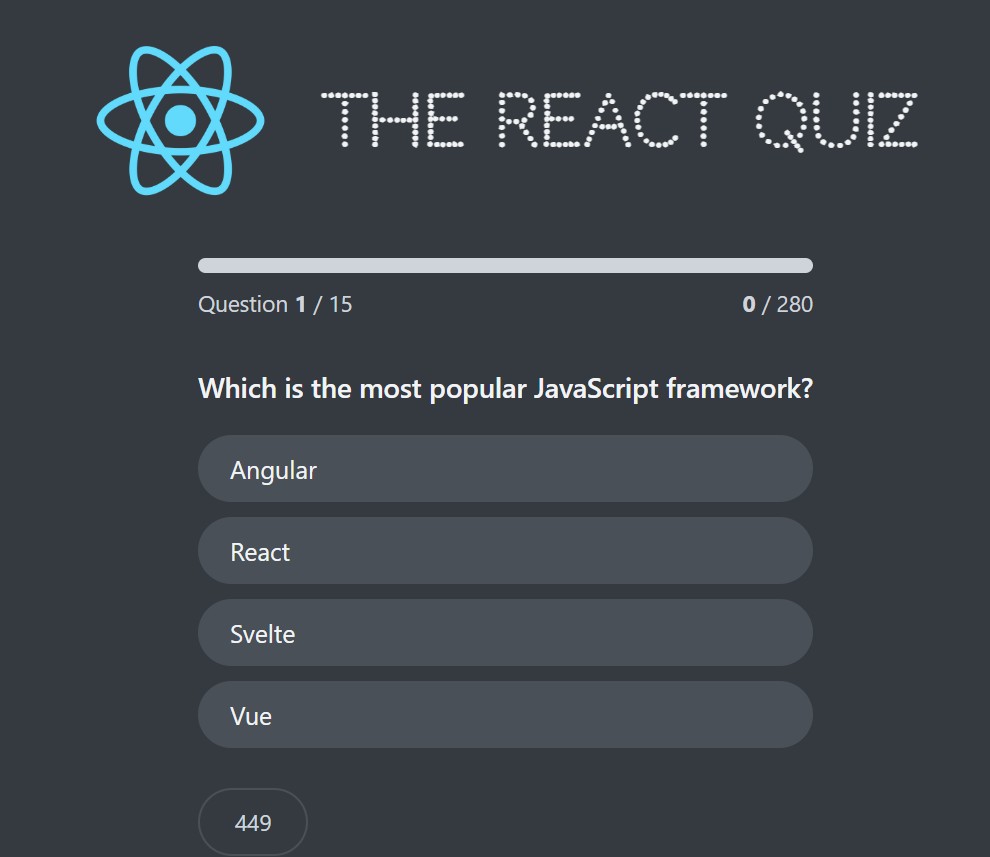 THE REACT QUIZ
Question 1 / 15
0 / 280
Which is the most popular JavaScript framework?
Angular
React
Svelte
Vue
449